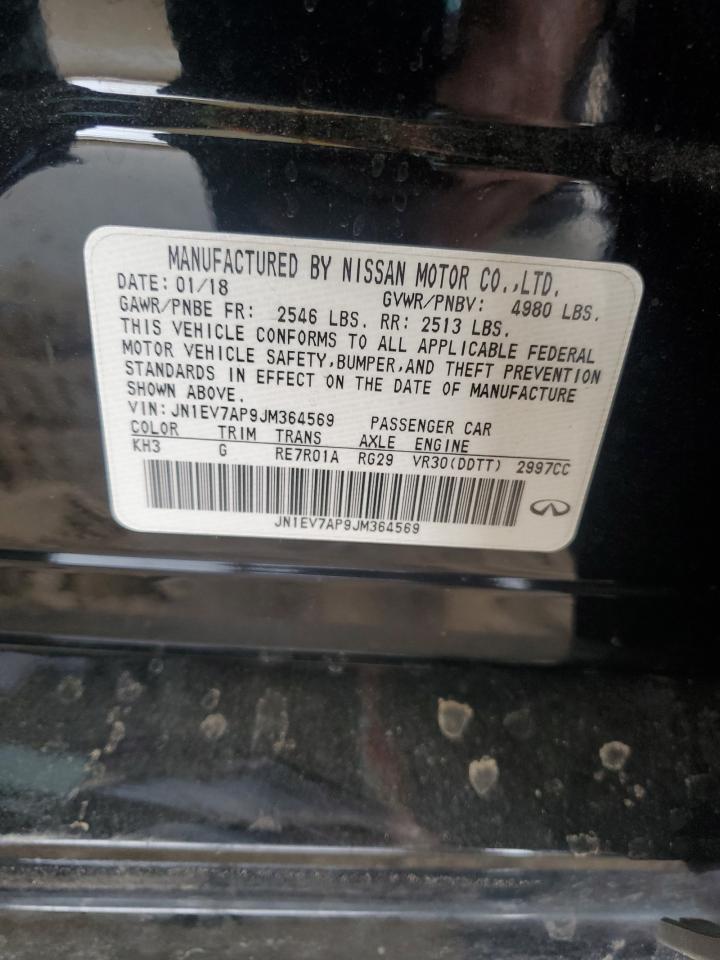 MANUFACTURED BY NISSAN MOTOR CO.,LTD.
DATE: 01/18 GVWR/PNBV: 4980 LBS.
GAWR/PNBE FR: 2546 LBS. RR: 2513 LBS.
THIS VEHICLE CONFORMS TO ALL APPLICABLE FEDERAL
MOTOR VEHICLE SAFETY,BUMPER,AND THEFT PREVENTION
STANDARDS IN EFFECT ON THE DATE OF MANUFACTURE
SHOWN ABOVE.
VIN: JN1EV7AP9JM364569 PASSENGER CAR
COLOR TRIM TRANS AXLE ENGINE
KH3 G RE7R01A RG29 VR30(DDTT) 2997CC
JN1EV7AP9JM364569